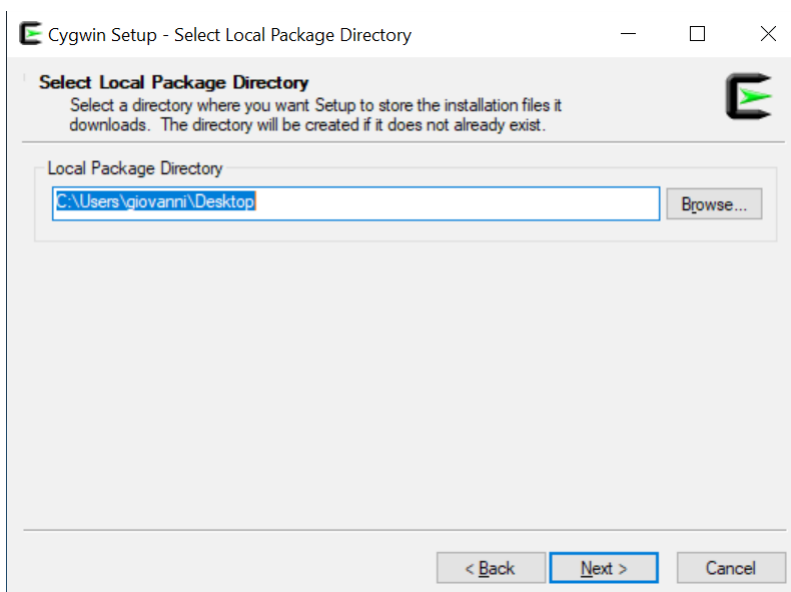 Cygwin Setup - Select Local Package Directory
Select Local Package Directory
Select a directory where you want Setup to store the installation files it
downloads. The directory will be created if it does not already exist.
Local Package Directory
C:\Users\giovanni\Desktop
Browse...
< Back
Next >
Cancel